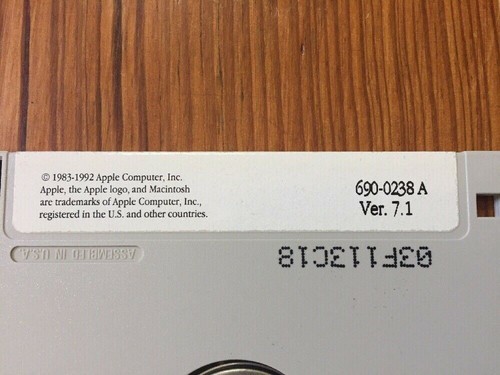 © 1983-1992 Apple Computer, Inc.
Apple, the Apple logo, and Macintosh
are trademarks of Apple Computer, Inc.,
registered in the U.S. and other countries.
690-0238 A
Ver. 7.1
ASSEMBLED IN U.S.A.
03F113C18